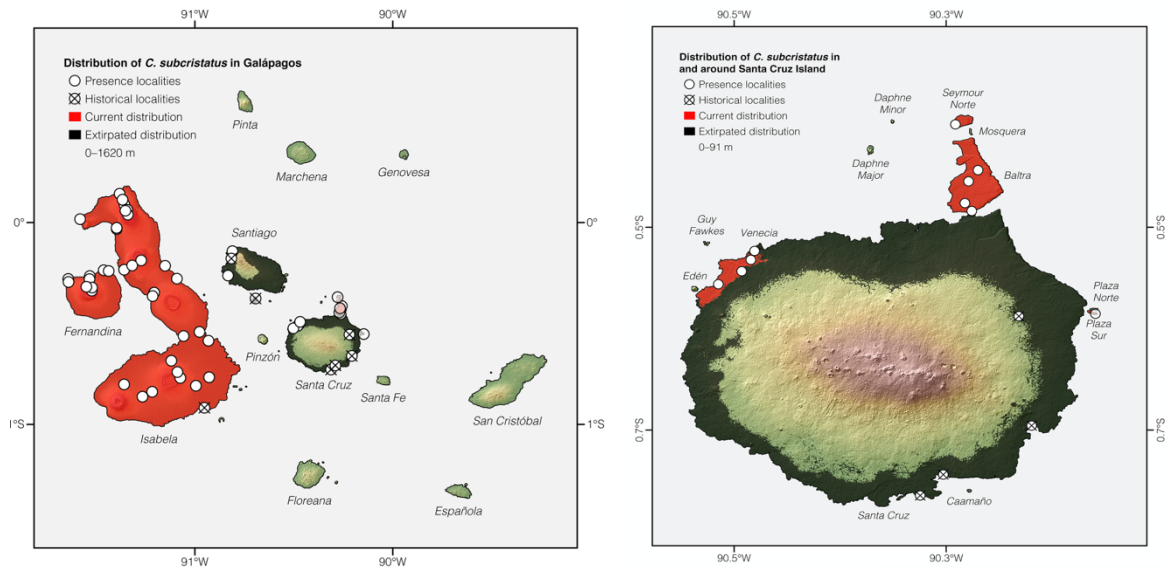 91°W
90°W
Distribution of C. subcristatus in Galápagos
Presence localities
Historical localities
Current distribution
Extirpated distribution
0–1620 m
Pinta
Marchena
Genovesa
0°
0°
Santiago
Fernandina
Pinzón
Santa Cruz
Santa Fe
San Cristóbal
Isabela
1°S
1°S
Floreana
Española
91°W
90°W
90.5°W
90.3°W
Distribution of C. subcristatus in
and around Santa Cruz Island
Presence localities
Historical localities
Current distribution
Extirpated distribution
0–91 m
Daphne
Minor
Seymour
Norte
Mosquera
Daphne
Major
Baltra
Guy
Fawkes
Venecia
0.5°S
0.5°S
Edén
Plaza
Norte
Plaza
Sur
0.7°S
0.7°S
Santa Cruz
Caamaño
90.5°W
90.3°W